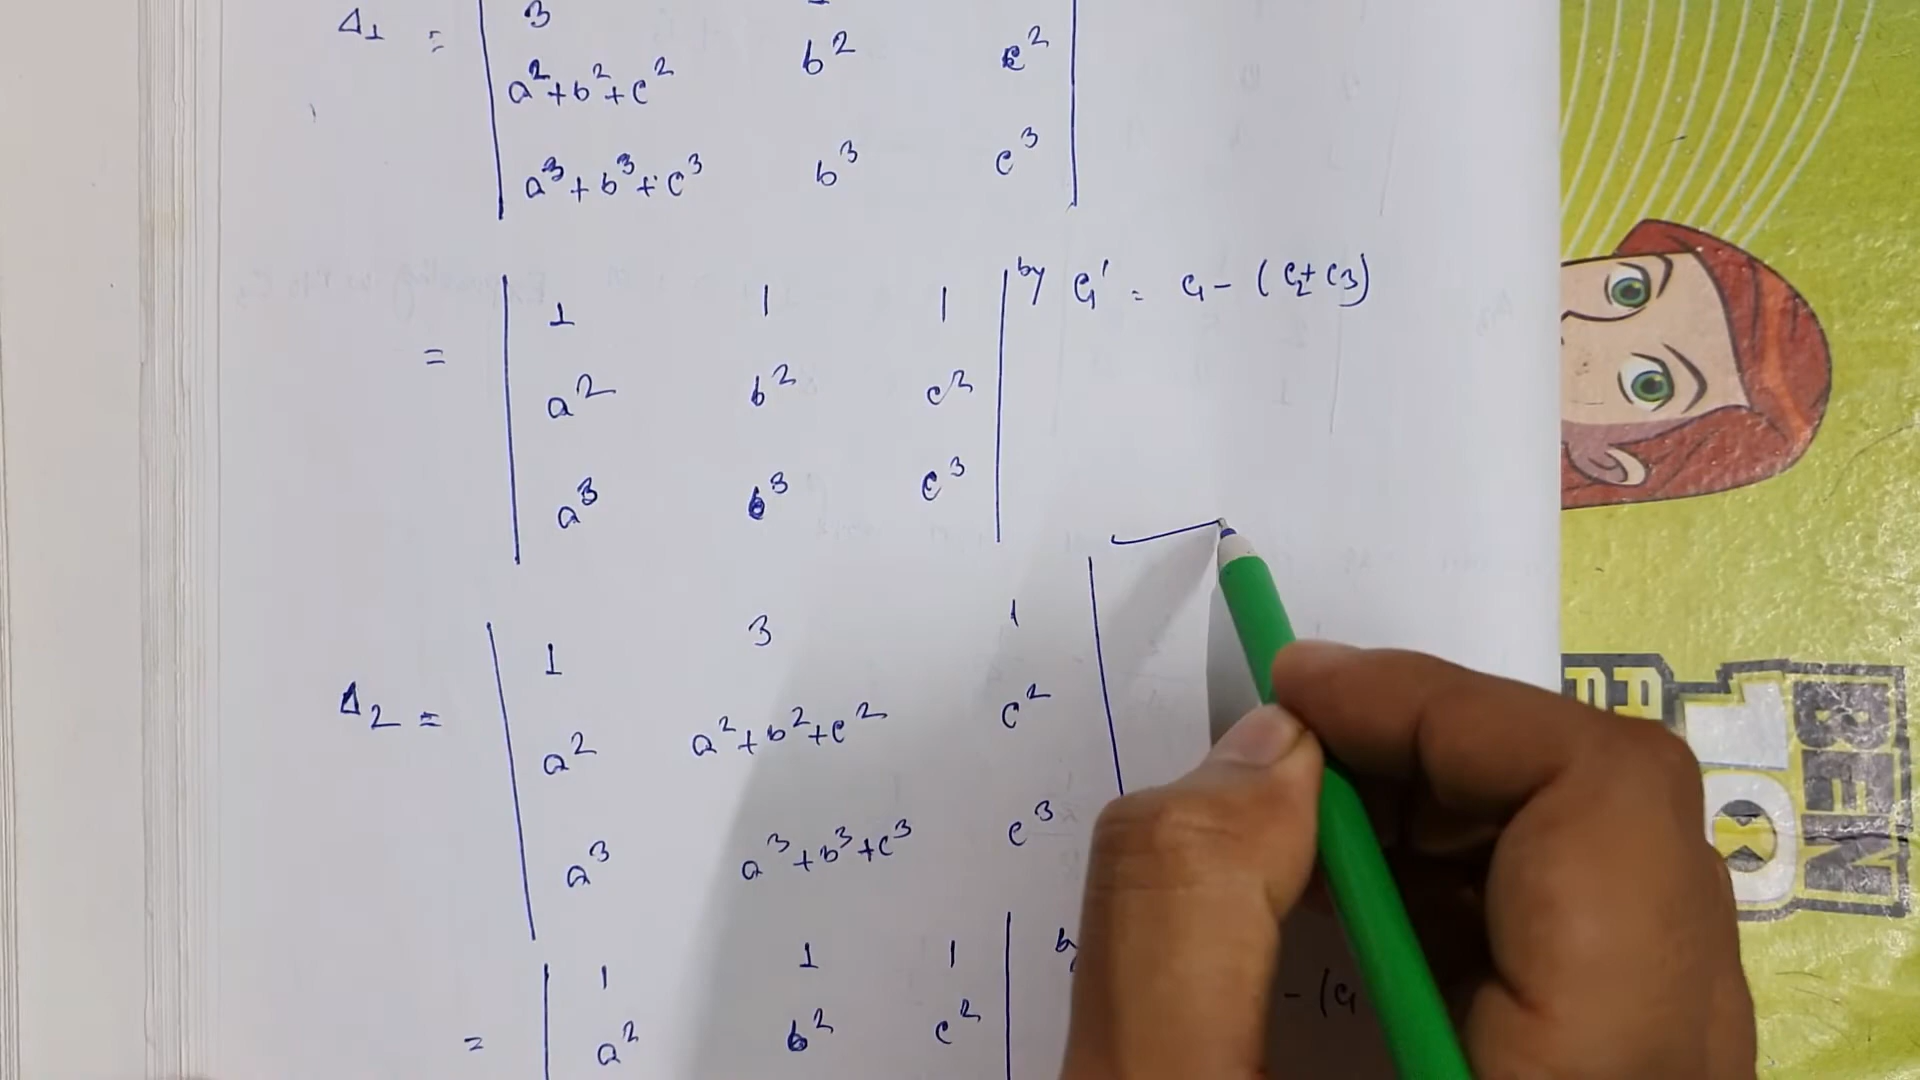 Δ₁ = | 3
a²+b²+c² b² c²
a³+b³+c³ b³ c³ |
= | 1 1 1 | by C₁' = C₁ - (C₂+C₃)
a² b² c²
a³ b³ c³
Δ₂ = | 1 3 1 |
a² a²+b²+c² c²
a³ a³+b³+c³ c³
= | 1 1 1 |
a² b² c² - (C₁
BEN
10